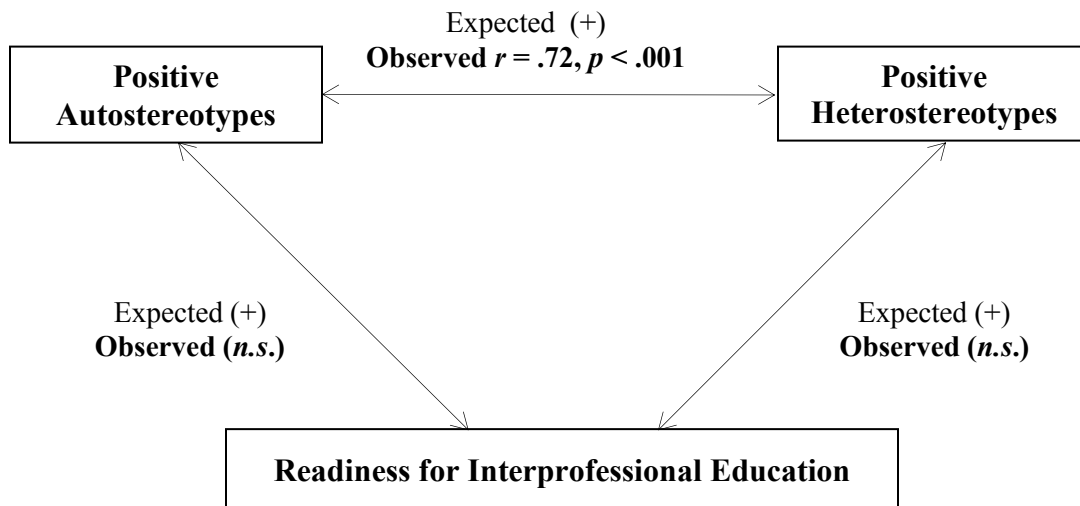 Expected (+)
Observed r = .72, p < .001
Positive
Autostereotypes
Positive
Heterostereotypes
Expected (+)
Observed (n.s.)
Expected (+)
Observed (n.s.)
Readiness for Interprofessional Education